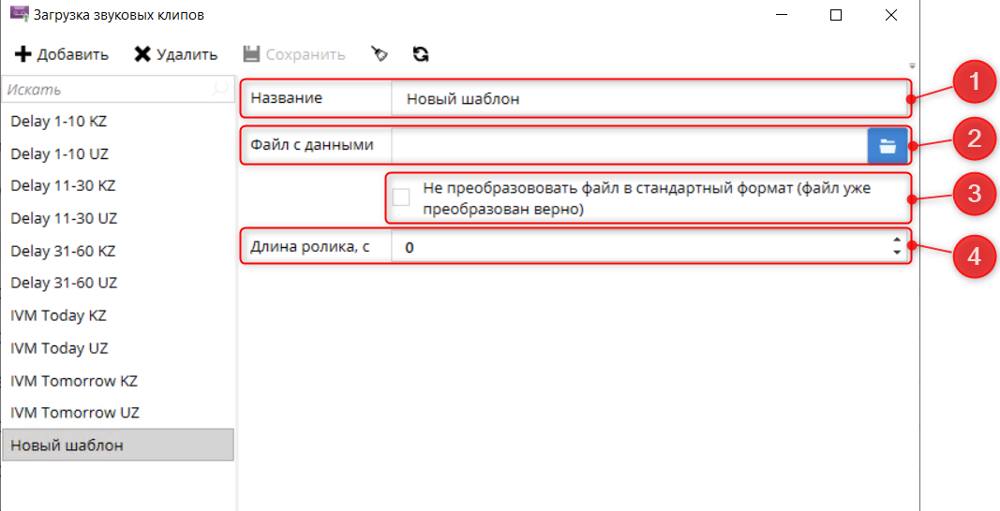 Загрузка звуковых клипов
Добавить Удалить Сохранить
Искать
Delay 1-10 KZ
Delay 1-10 UZ
Delay 11-30 KZ
Delay 11-30 UZ
Delay 31-60 KZ
Delay 31-60 UZ
IVM Today KZ
IVM Today UZ
IVM Tomorrow KZ
IVM Tomorrow UZ
Новый шаблон
Название Новый шаблон 1
Файл с данными 2
Не преобразововать файл в стандартный формат (файл уже
преобразован верно) 3
Длина ролика, с 0 4